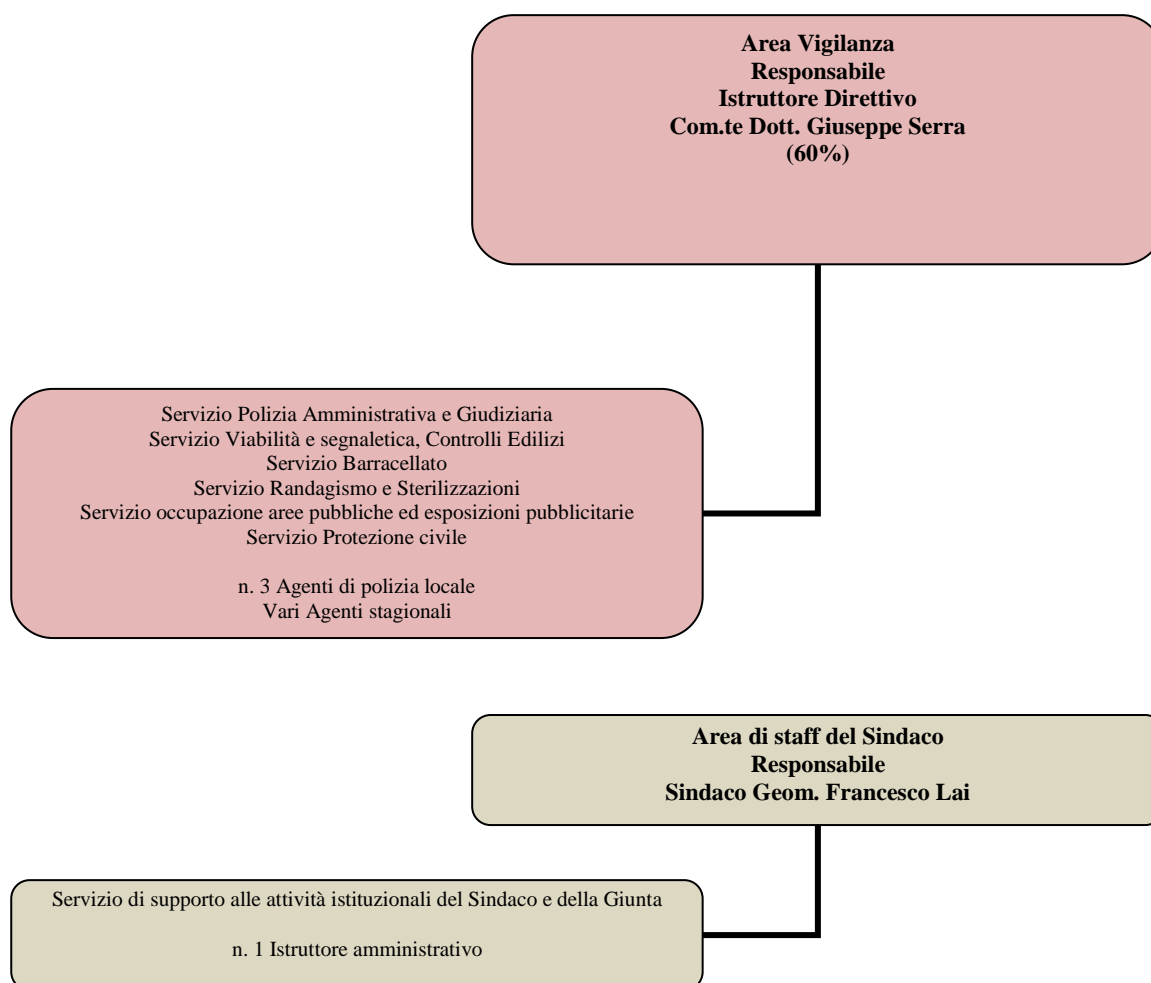 Area Vigilanza
Responsabile
Istruttore Direttivo
Com.te Dott. Giuseppe Serra
(60%)
Servizio Polizia Amministrativa e Giudiziaria
Servizio Viabilità e segnaletica, Controlli Edilizi
Servizio Barracellato
Servizio Randagismo e Sterilizzazioni
Servizio occupazione aree pubbliche ed esposizioni pubblicitarie
Servizio Protezione civile
n. 3 Agenti di polizia locale
Vari Agenti stagionali
Area di staff del Sindaco
Responsabile
Sindaco Geom. Francesco Lai
Servizio di supporto alle attività istituzionali del Sindaco e della Giunta
n. 1 Istruttore amministrativo